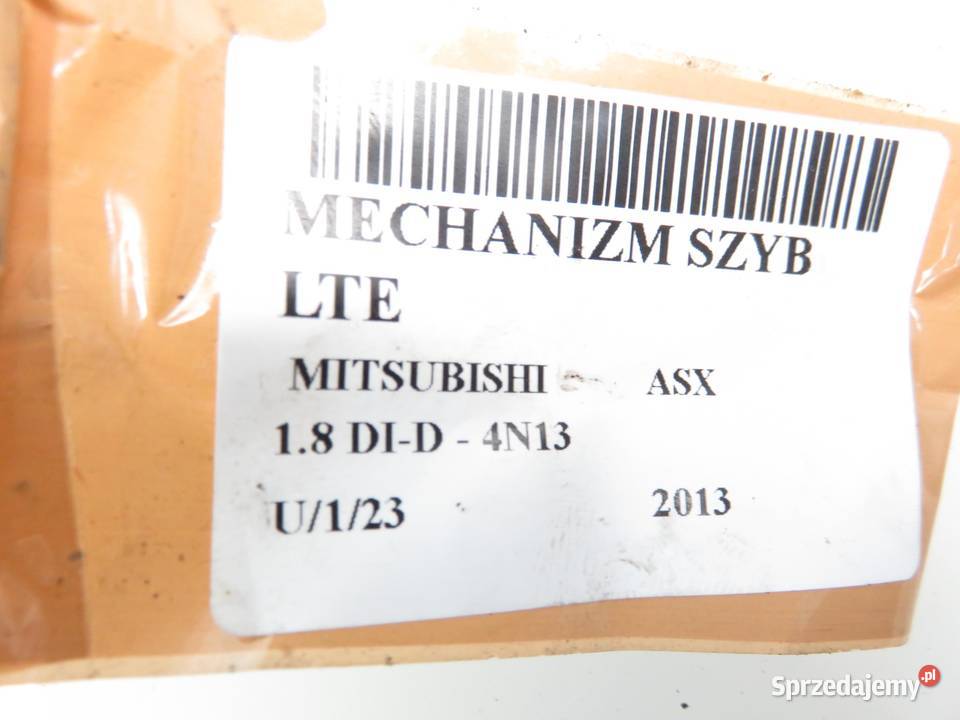 MECHANIZM SZYB
LTE
MITSUBISHI ASX
1.8 DI-D - 4N13
U/1/23 2013
Sprzedajemy.pl